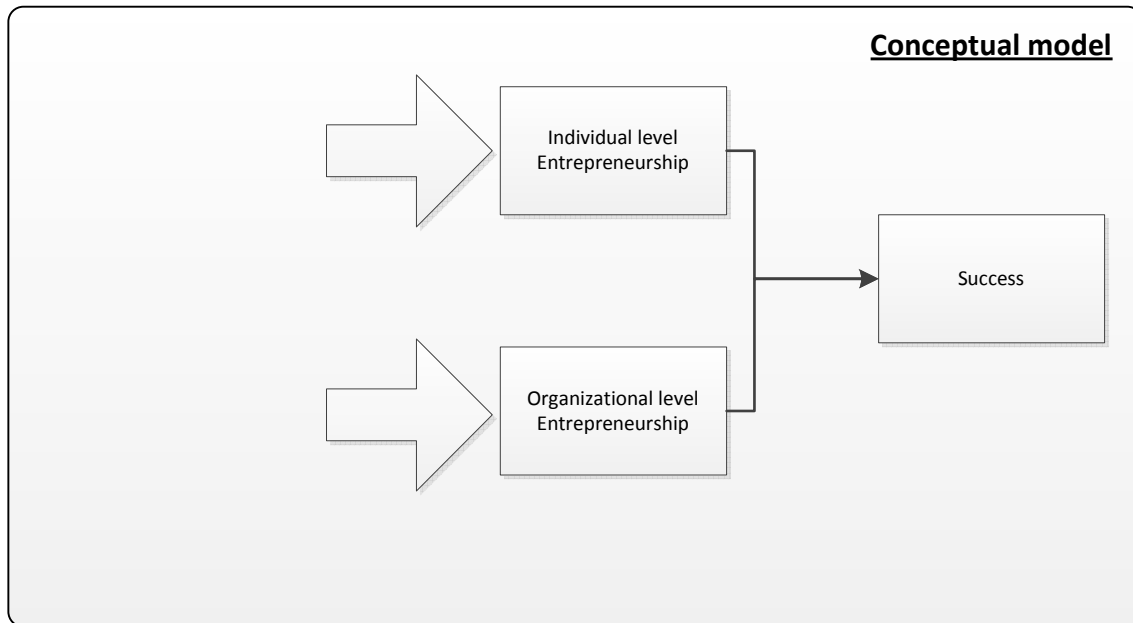 Conceptual model
Individual level
Entrepreneurship
Success
Organizational level
Entrepreneurship